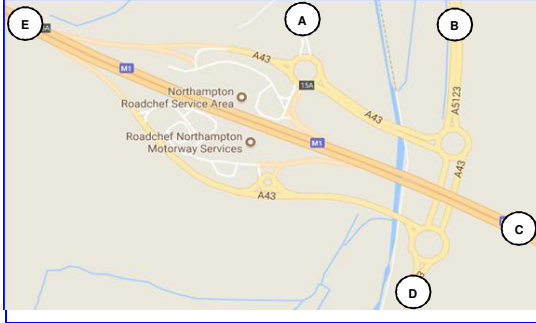 E
A
B
A43
M1
Northampton
Roadchef Service Area
15A
A43
A5123
Roadchef Northampton
Motorway Services
M1
A43
A43
C
D